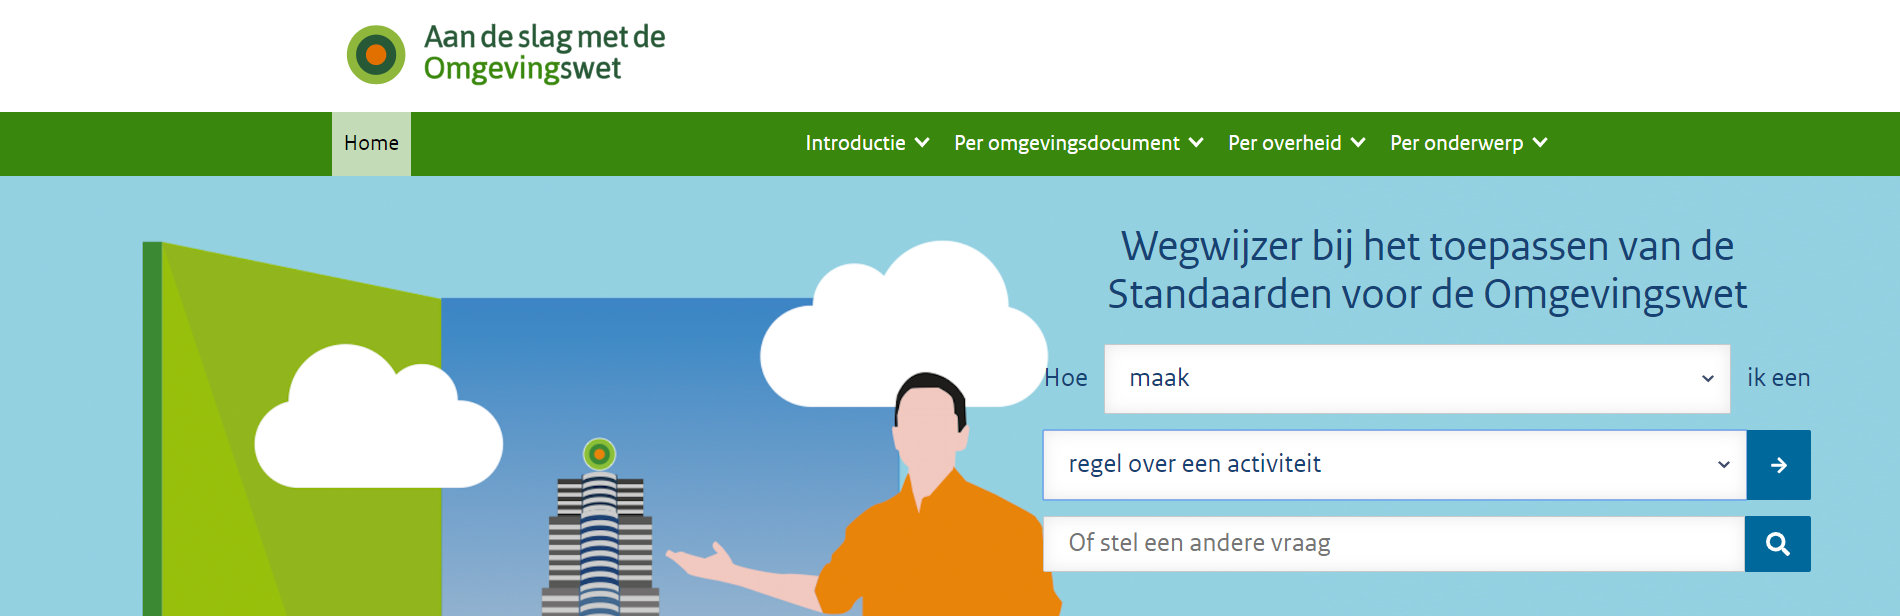 Aan de slag met de
Omgevingswet
Home
Introductie
Per omgevingsdocument
Per overheid
Per onderwerp
Wegwijzer bij het toepassen van de
Standaarden voor de Omgevingswet
Hoe
maak
ik een
regel over een activiteit
Of stel een andere vraag